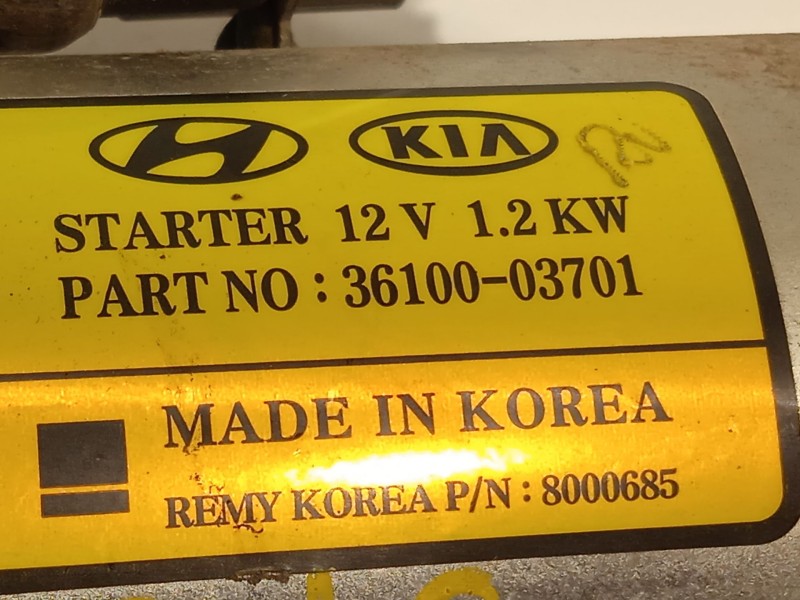 KIA
STARTER 12 V 1.2 KW
PART NO : 36100-03701
MADE IN KOREA
REMY KOREA P/N : 8000685